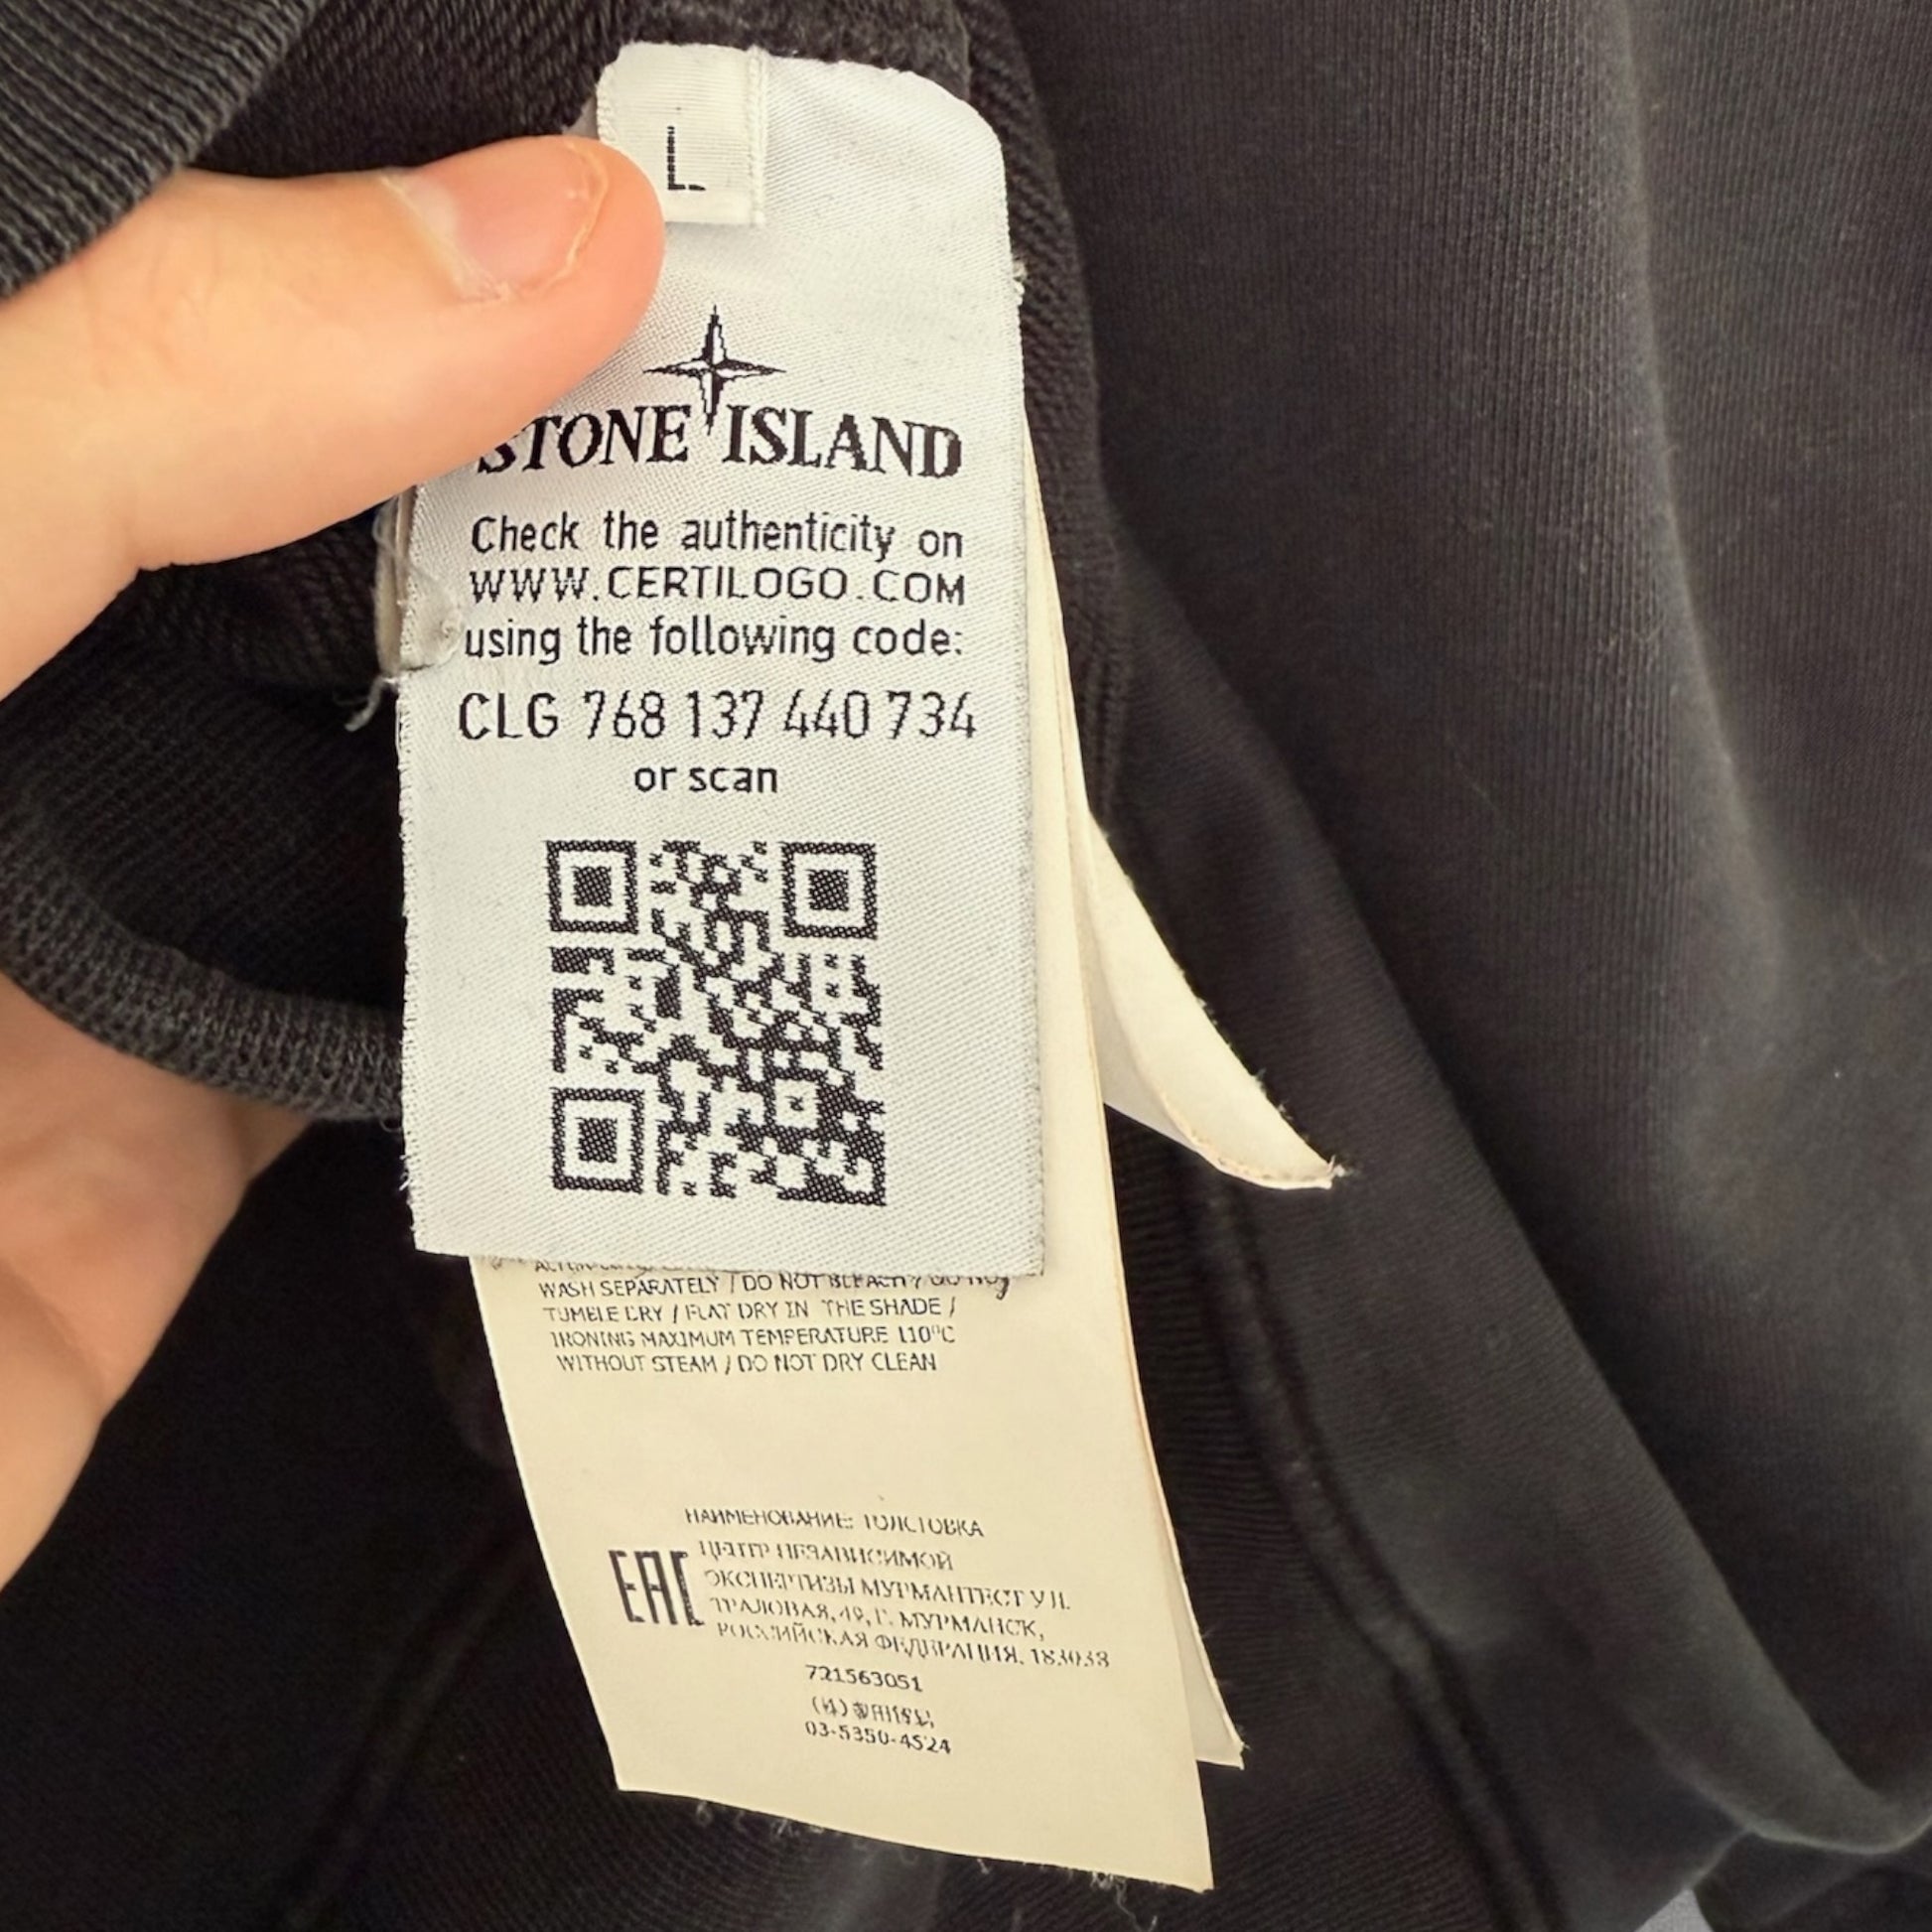 L
STONE ISLAND
Check the authenticity on
WWW.CERTILOGO.COM
using the following code:
CLG 768 137 440 734
or scan
WASH SEPARATELY / DO NOT BLEACH / DO NOT
TUMBLE DRY / FLAT DRY IN THE SHADE /
IRONING MAXIMUM TEMPERATURE 110°C
WITHOUT STEAM / DO NOT DRY CLEAN
НАИМЕНОВАНИЕ: ТОЛСТОВКА
EAC
ЦЕНТР НЕЗАВИСИМОЙ
ЭКСПЕРТИЗЫ МУРМАНТЕСТ УЛ.
ТРАЛОВАЯ, 49, Г. МУРМАНСК,
РОССИЙСКАЯ ФЕДЕРАЦИЯ, 183038
721563051
03-5350-4524